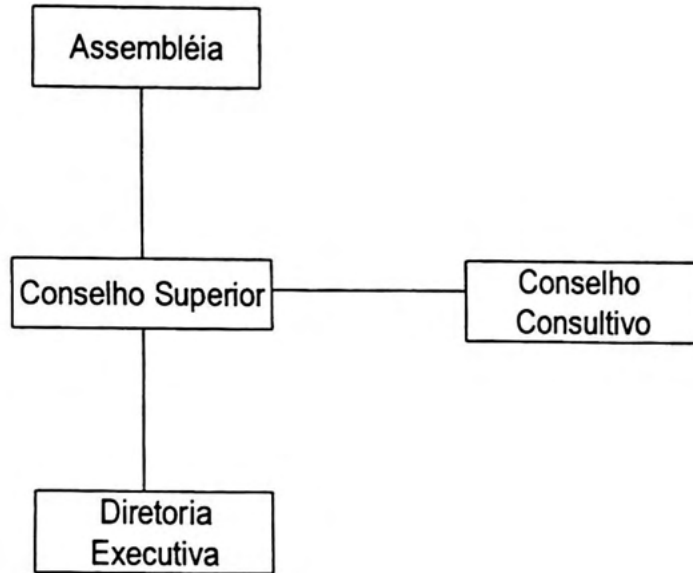 Assembléia
Conselho Superior
Conselho
Consultivo
Diretoria
Executiva